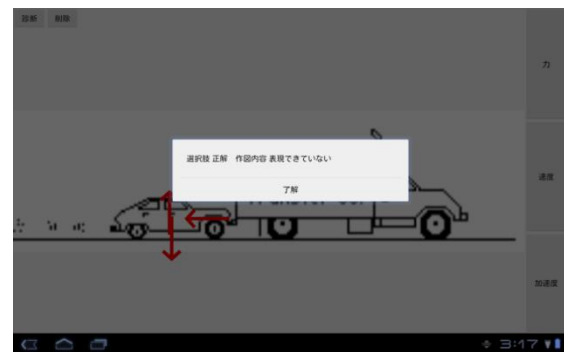 診断 削除
力
選択肢 正解 作図内容 表現できていない
了解
速度
加速度
3:17